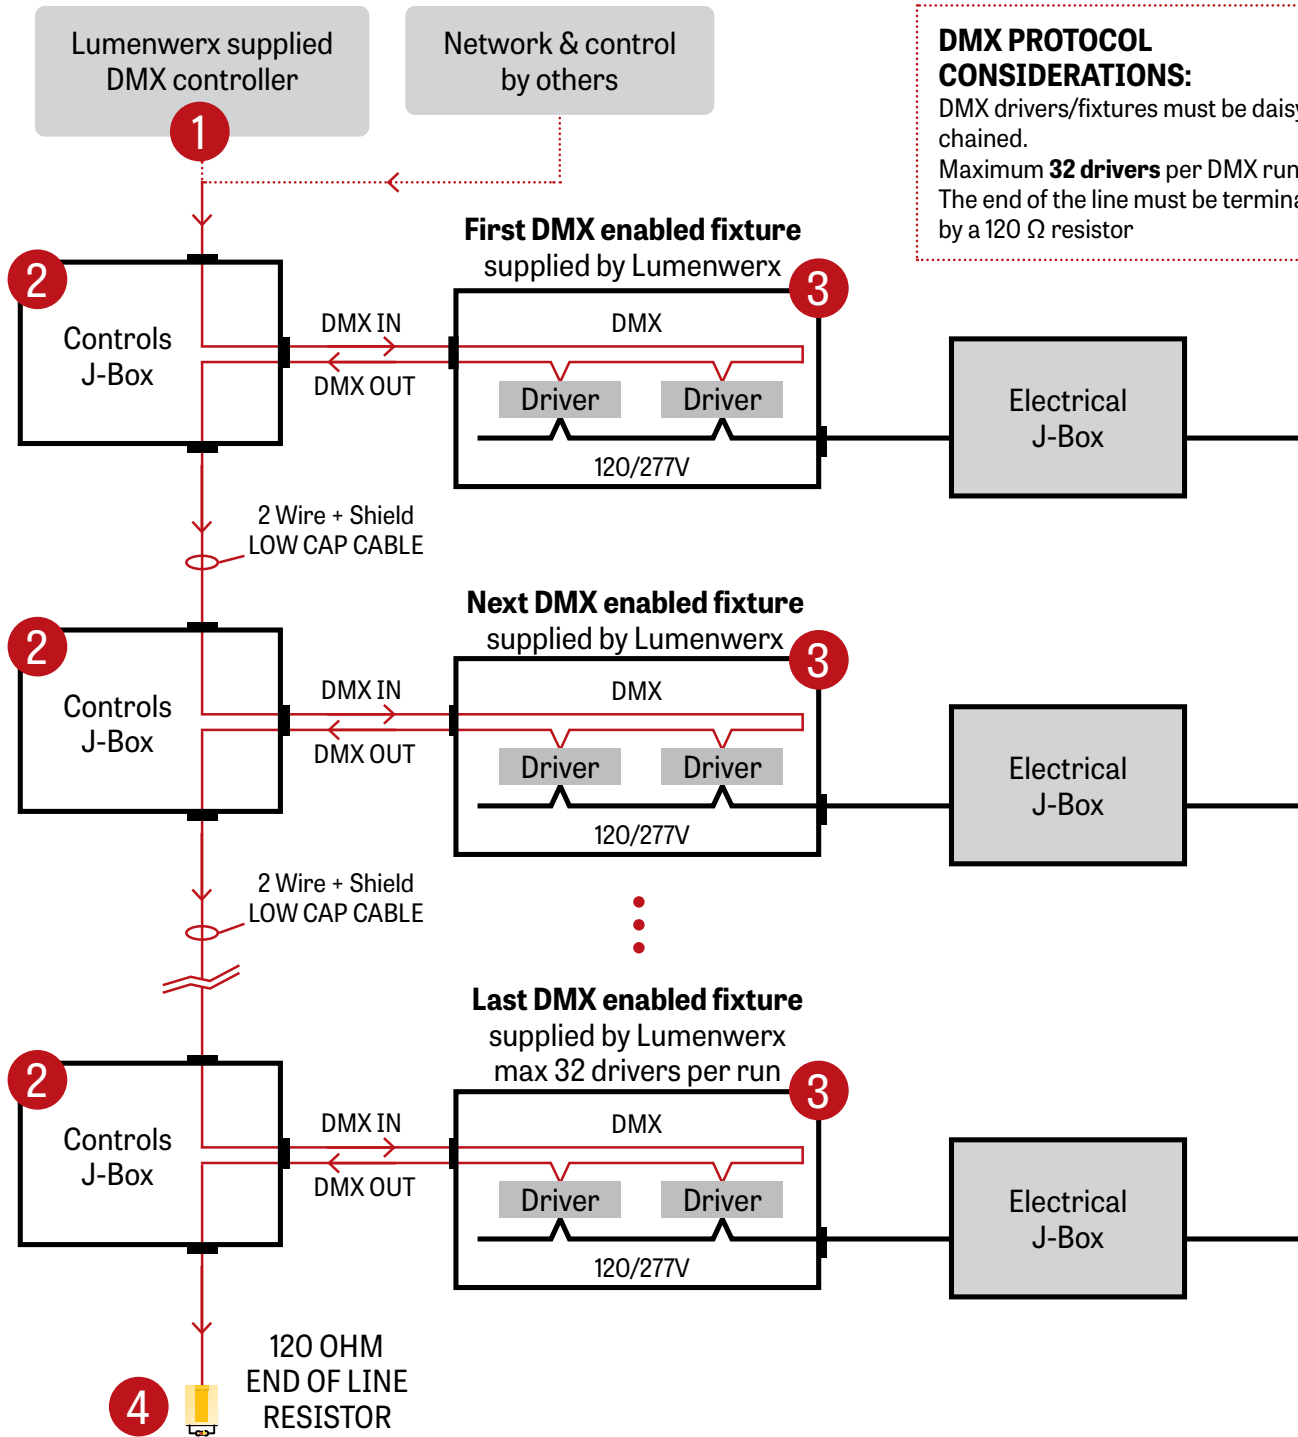 Lumenwerx supplied
DMX controller
1
Network & control
by others
DMX PROTOCOL
CONSIDERATIONS:
DMX drivers/fixtures must be daisy
chained.
Maximum 32 drivers per DMX run
The end of the line must be termina
by a 120 Ω resistor
2
Controls
J-Box
DMX IN
DMX OUT
First DMX enabled fixture
supplied by Lumenwerx
3
DMX
Driver
Driver
120/277V
Electrical
J-Box
2 Wire + Shield
LOW CAP CABLE
2
Controls
J-Box
DMX IN
DMX OUT
Next DMX enabled fixture
supplied by Lumenwerx
3
DMX
Driver
Driver
120/277V
Electrical
J-Box
2 Wire + Shield
LOW CAP CABLE
2
Controls
J-Box
DMX IN
DMX OUT
Last DMX enabled fixture
supplied by Lumenwerx
max 32 drivers per run
3
DMX
Driver
Driver
120/277V
Electrical
J-Box
4
120 OHM
END OF LINE
RESISTOR